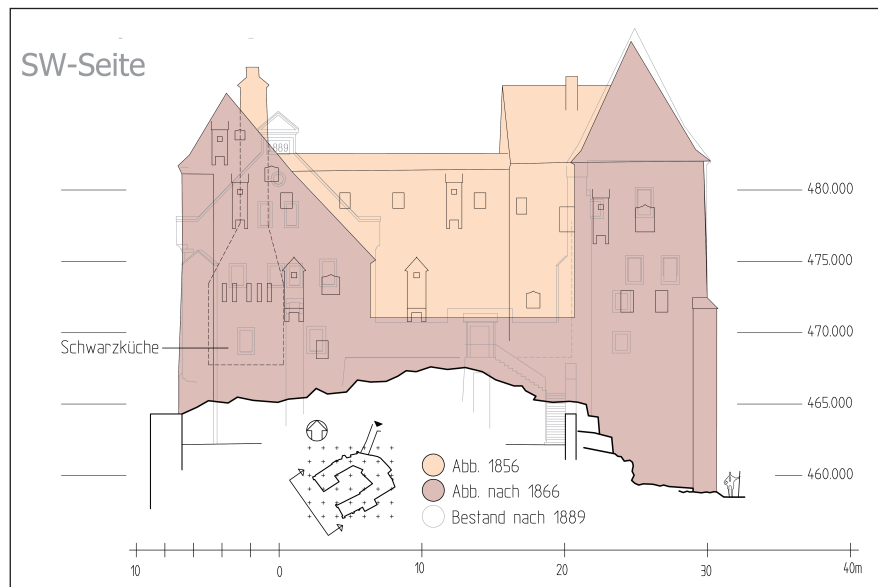 SW-Seite
889
480.000
475.000
470.000
Schwarzküche
465.000
460.000
Abb. 1856
Abb. nach 1866
Bestand nach 1889
10 0 10 20 30 40m